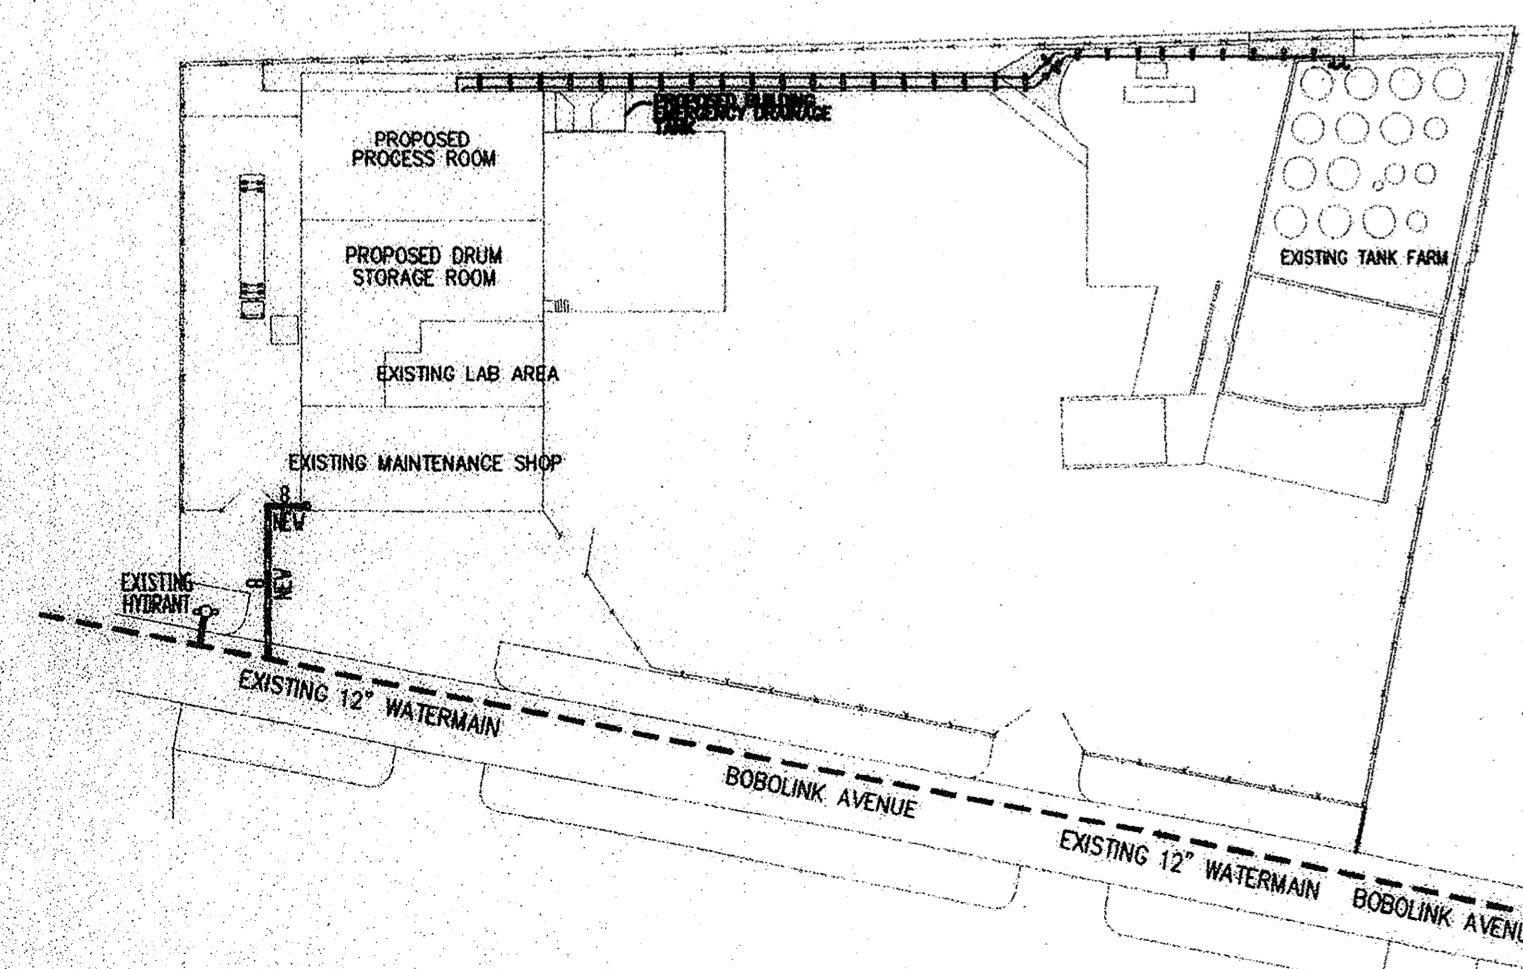 PROPOSED BUILDING
EMERGENCY DRAINAGE
TANK
PROPOSED
PROCESS ROOM
PROPOSED DRUM
STORAGE ROOM
EXISTING TANK FARM
EXISTING LAB AREA
EXISTING MAINTENANCE SHOP
8
NEW
8
NEW
EXISTING
HYDRANT
EXISTING 12" WATERMAIN
BOBOLINK AVENUE
EXISTING 12" WATERMAIN
BOBOLINK AVENU